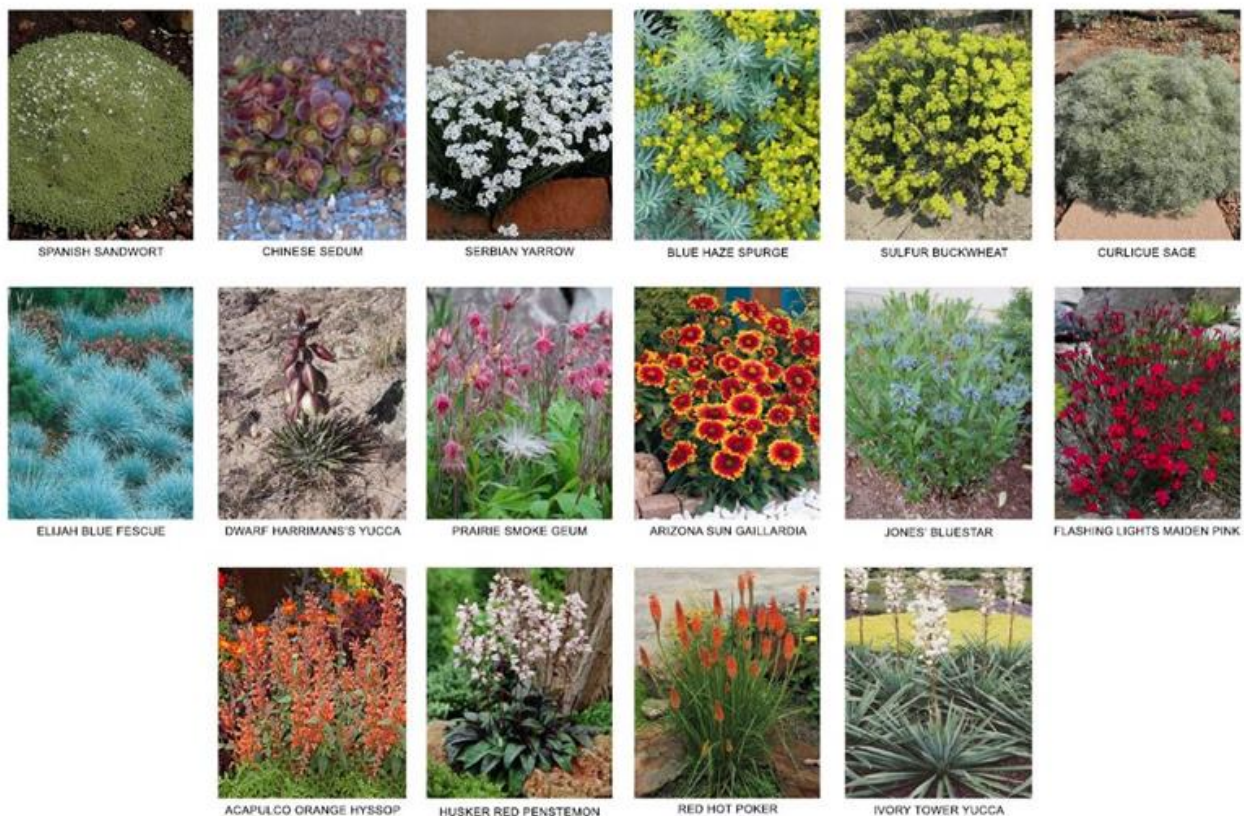 SPANISH SANDWORT
CHINESE SEDUM
SERBIAN YARROW
BLUE HAZE SPURGE
SULFUR BUCKWHEAT
CURLICUE SAGE
ELIJAH BLUE FESCUE
DWARF HARRIMANS'S YUCCA
PRAIRIE SMOKE GEUM
ARIZONA SUN GAILLARDIA
JONES' BLUESTAR
FLASHING LIGHTS MAIDEN PINK
ACAPULCO ORANGE HYSSOP
HUSKER RED PENSTEMON
RED HOT POKER
IVORY TOWER YUCCA